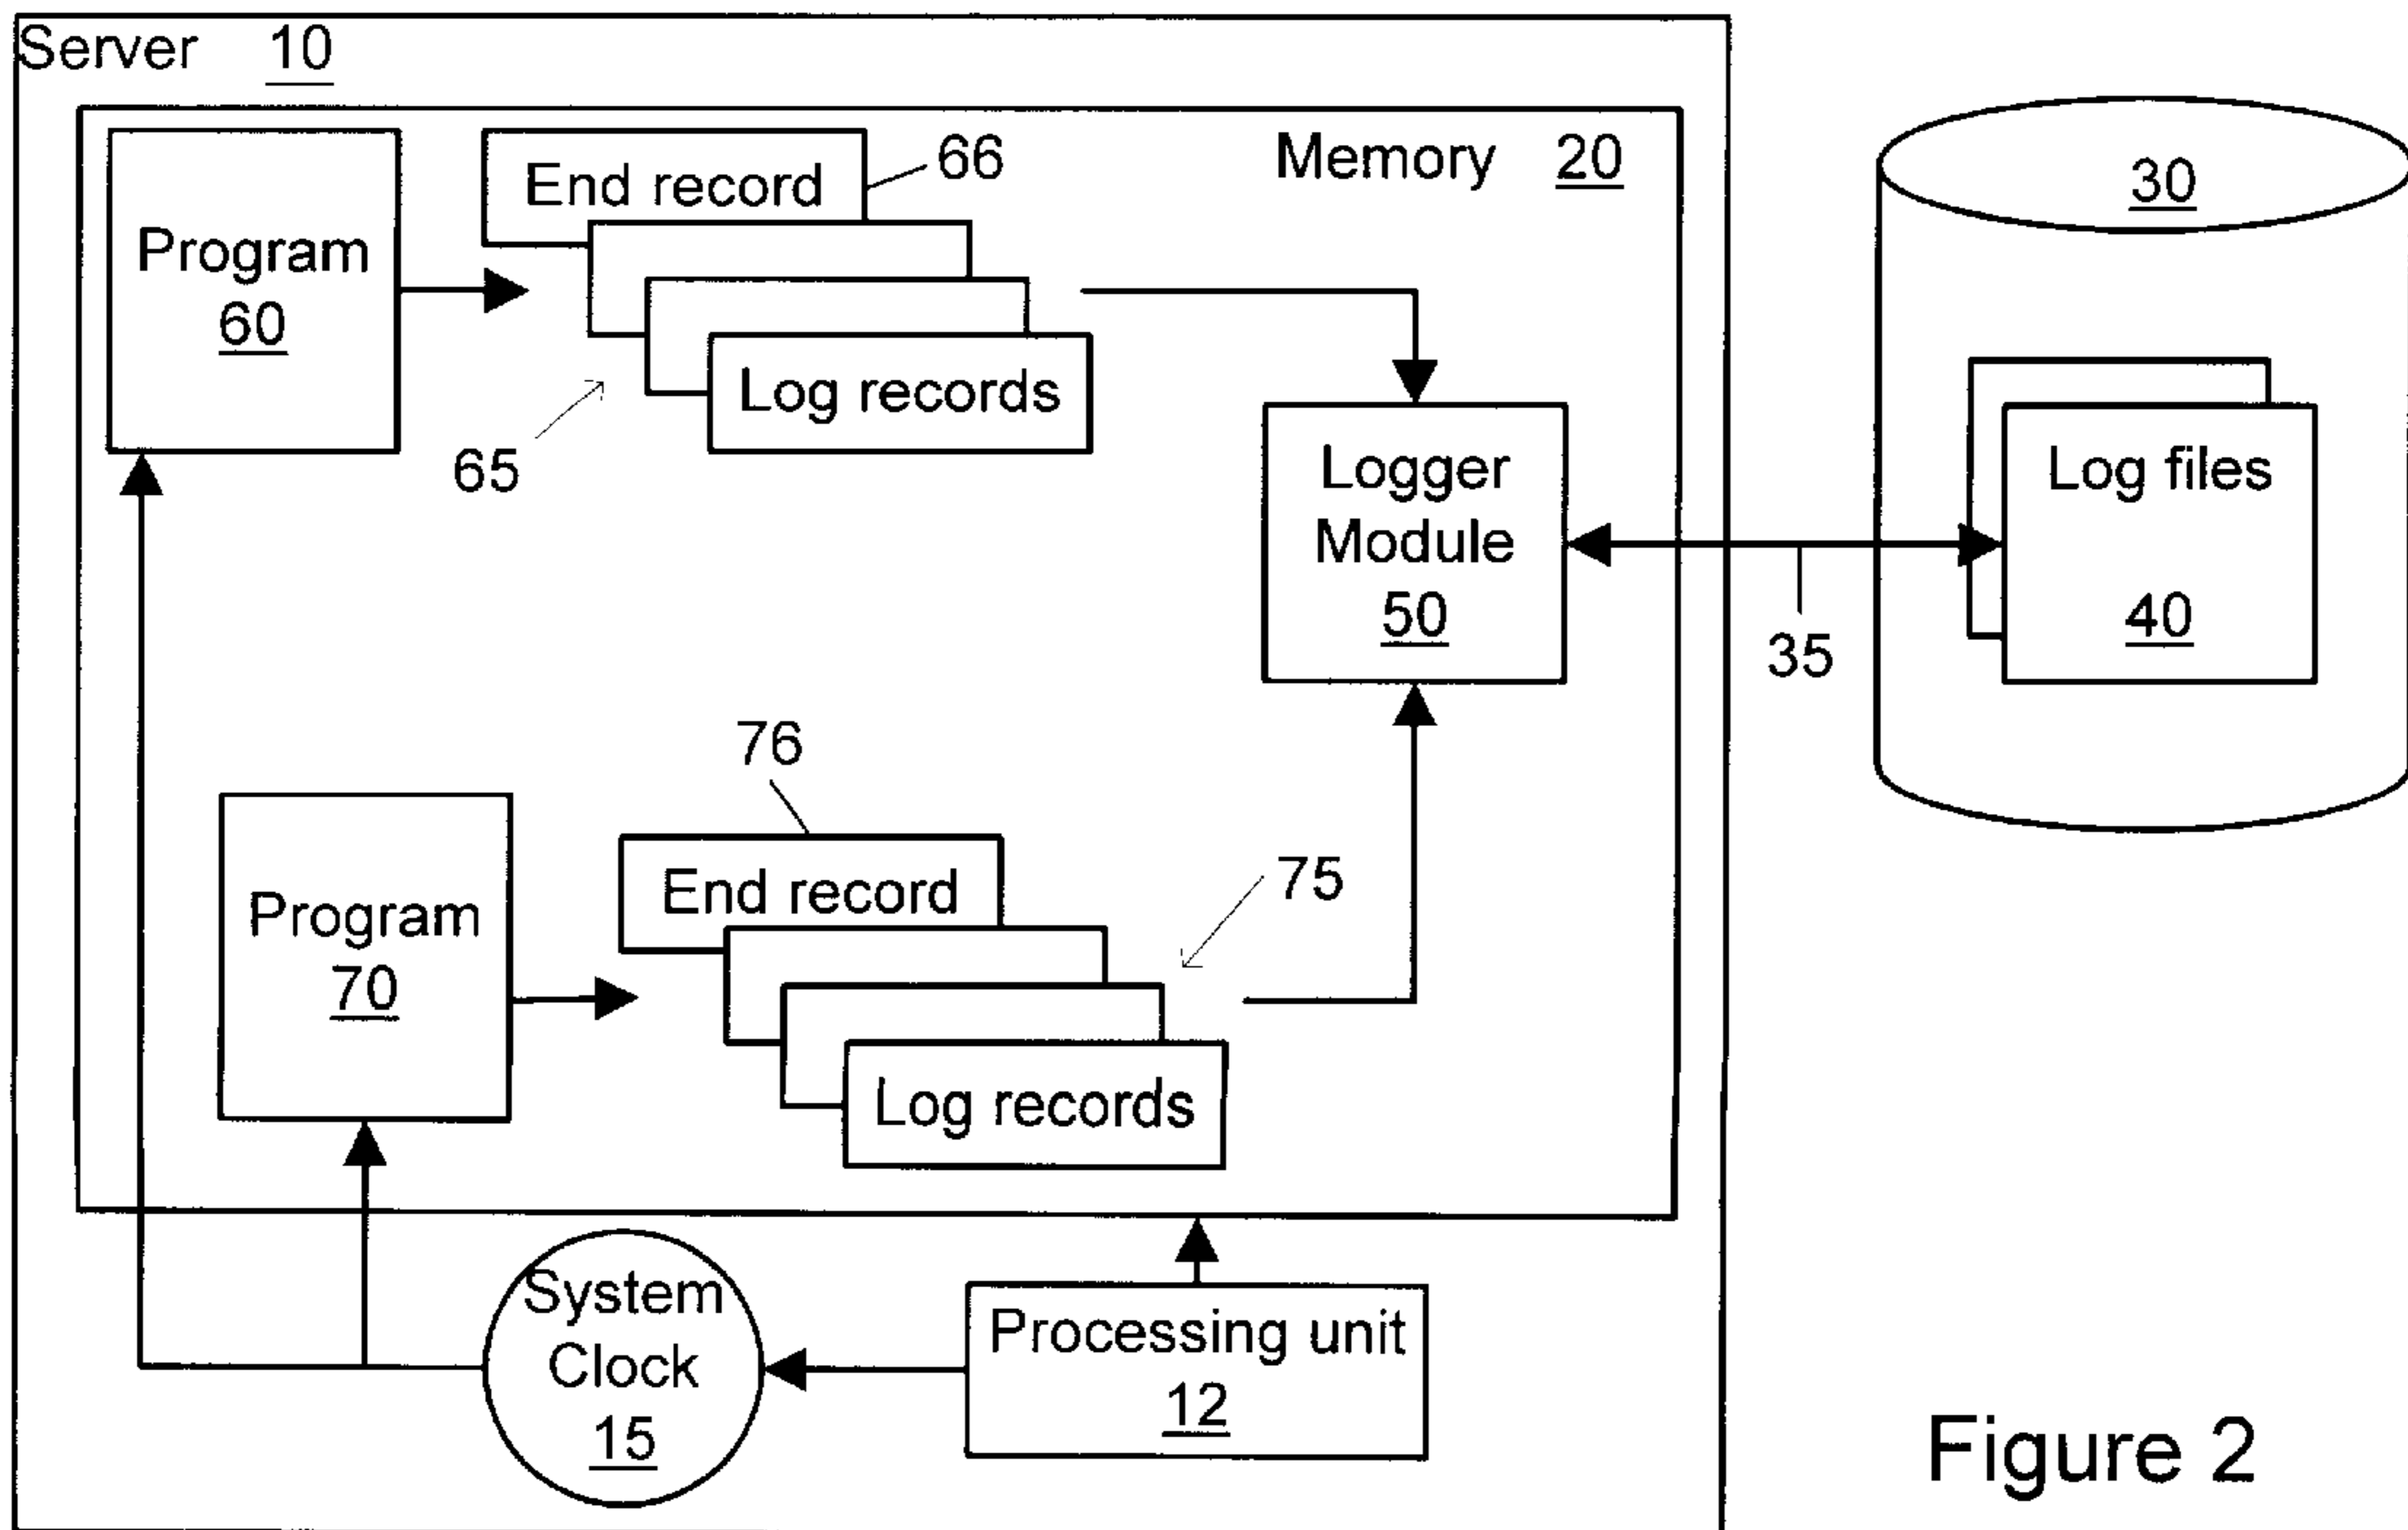 Server 10
Memory 20
End record
66
Program
60
Log records
65
30
Logger
Module
50
Log files
40
35
76
End record
75
Program
70
Log records
System
Clock
15
Processing unit
12
Figure 2